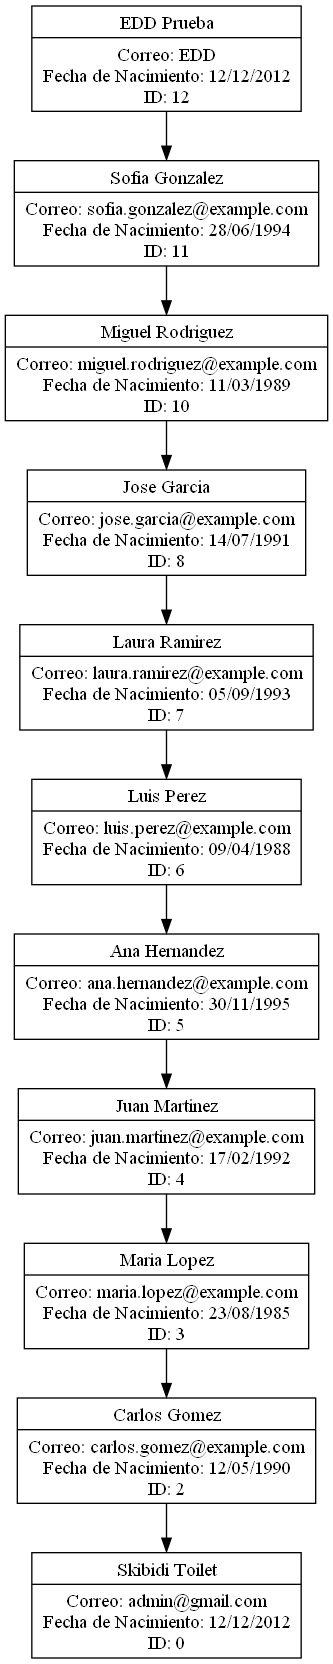 EDD Prueba
Correo: EDD
Fecha de Nacimiento: 12/12/2012
ID: 12
Sofia Gonzalez
Correo: sofia.gonzalez@example.com
Fecha de Nacimiento: 28/06/1994
ID: 11
Miguel Rodriguez
Correo: miguel.rodriguez@example.com
Fecha de Nacimiento: 11/03/1989
ID: 10
Jose Garcia
Correo: jose.garcia@example.com
Fecha de Nacimiento: 14/07/1991
ID: 8
Laura Ramirez
Correo: laura.ramirez@example.com
Fecha de Nacimiento: 05/09/1993
ID: 7
Luis Perez
Correo: luis.perez@example.com
Fecha de Nacimiento: 09/04/1988
ID: 6
Ana Hernandez
Correo: ana.hernandez@example.com
Fecha de Nacimiento: 30/11/1995
ID: 5
Juan Martinez
Correo: juan.martinez@example.com
Fecha de Nacimiento: 17/02/1992
ID: 4
Maria Lopez
Correo: maria.lopez@example.com
Fecha de Nacimiento: 23/08/1985
ID: 3
Carlos Gomez
Correo: carlos.gomez@example.com
Fecha de Nacimiento: 12/05/1990
ID: 2
Skibidi Toilet
Correo: admin@gmail.com
Fecha de Nacimiento: 12/12/2012
ID: 0